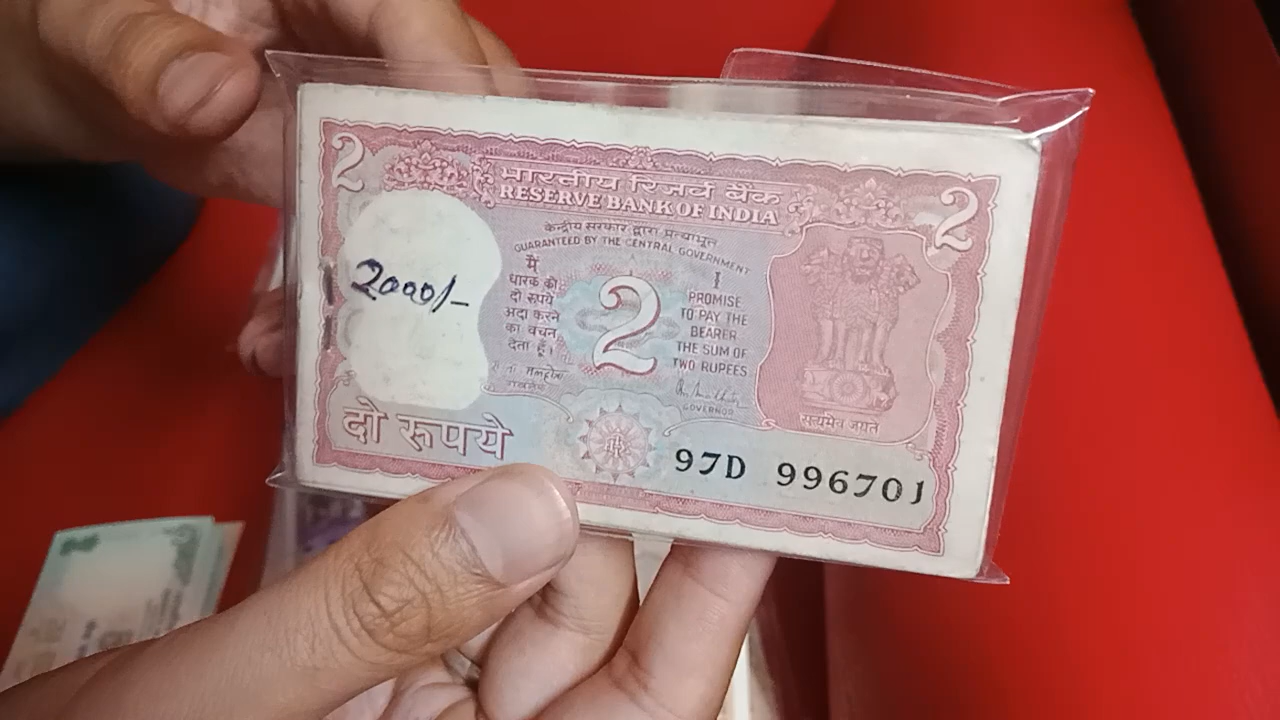 2
2
भारतीय रिज़र्व बैंक
RESERVE BANK OF INDIA
केन्द्रीय सरकार द्वारा प्रत्याभूत
GUARANTEED BY THE CENTRAL GOVERNMENT
2000/-
मैं
धारक को
दो रुपये
अदा करने
का वचन
देता हूँ।
2
I
PROMISE
TO PAY THE
BEARER
THE SUM OF
TWO RUPEES
GOVERNOR
सत्यमेव जयते
दो रुपये
97D 996701